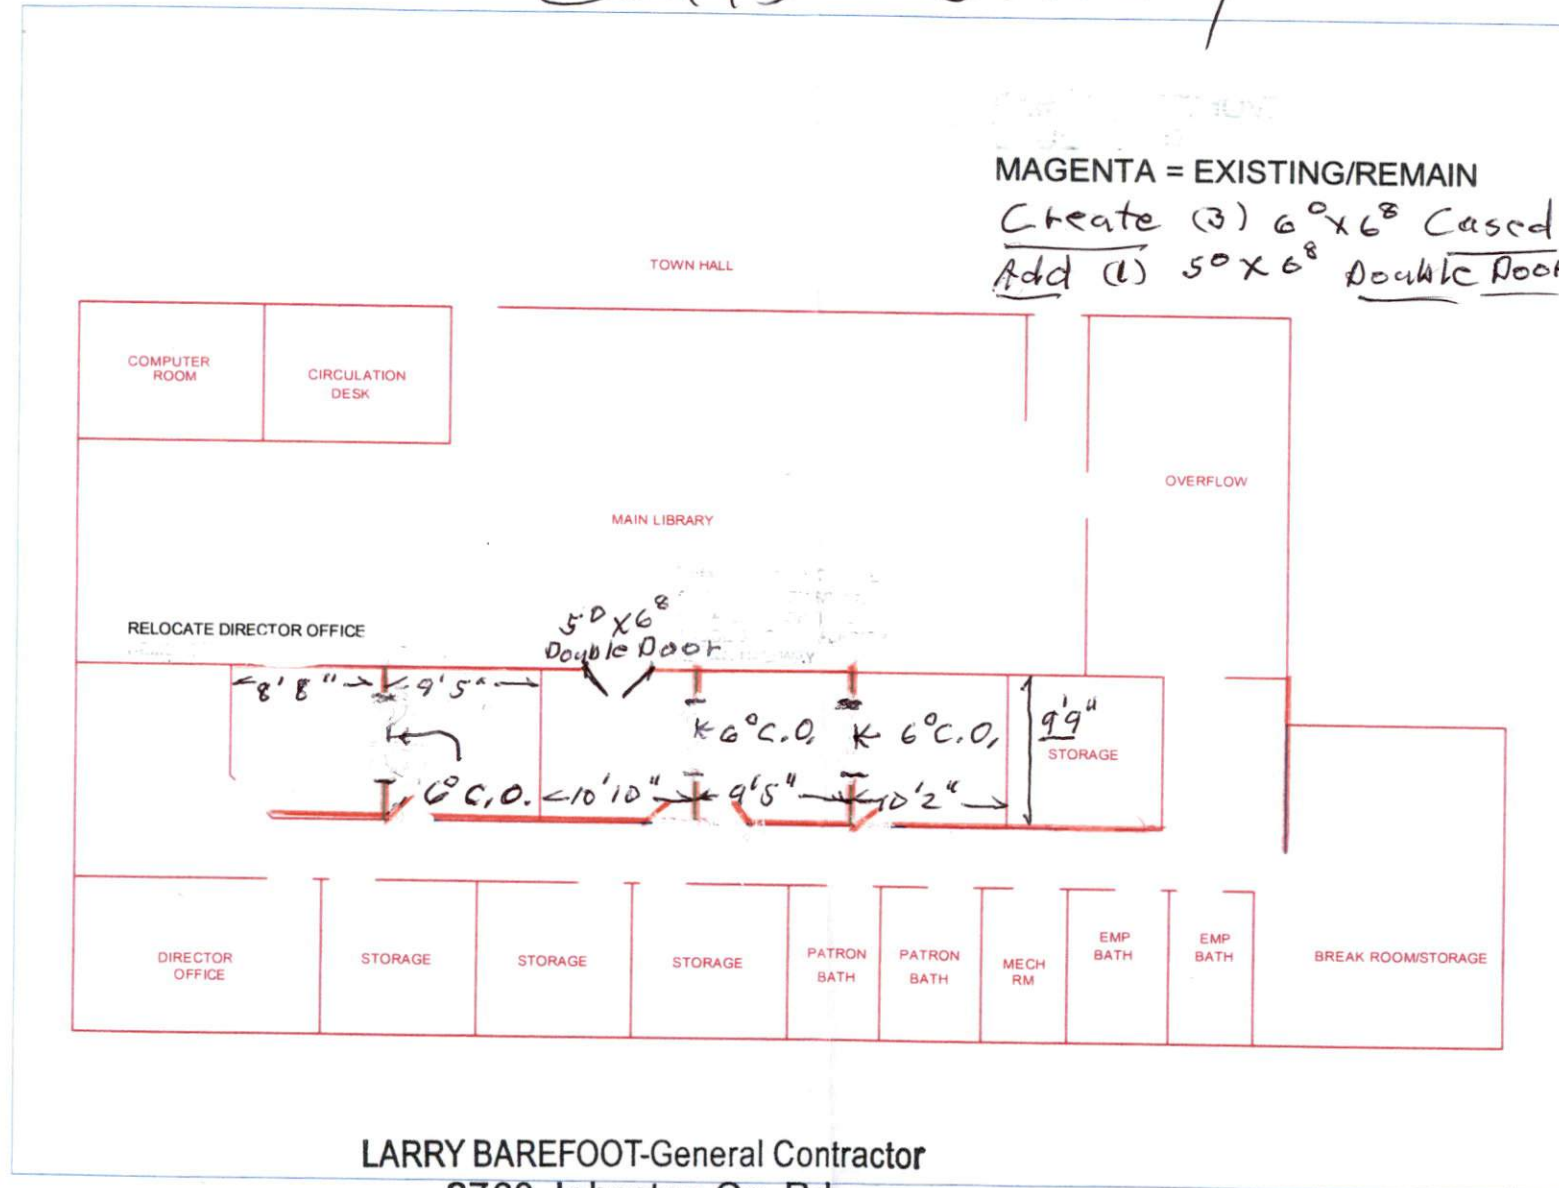 MAGENTA = EXISTING/REMAIN
Create (3) 6⁰x6⁸ Cased
Add (1) 5⁰x6⁸ Double Door
TOWN HALL
COMPUTER
ROOM
CIRCULATION
DESK
OVERFLOW
MAIN LIBRARY
RELOCATE DIRECTOR OFFICE
5⁰x6⁸
Double Door
8'8"
9'5"
6⁰C.O.
6⁰C.O.
9'9"
STORAGE
6⁰C.O.
10'10"
9'5"
10'2"
DIRECTOR
OFFICE
STORAGE
STORAGE
STORAGE
PATRON
BATH
PATRON
BATH
MECH
RM
EMP
BATH
EMP
BATH
BREAK ROOM/STORAGE
LARRY BAREFOOT-General Contractor